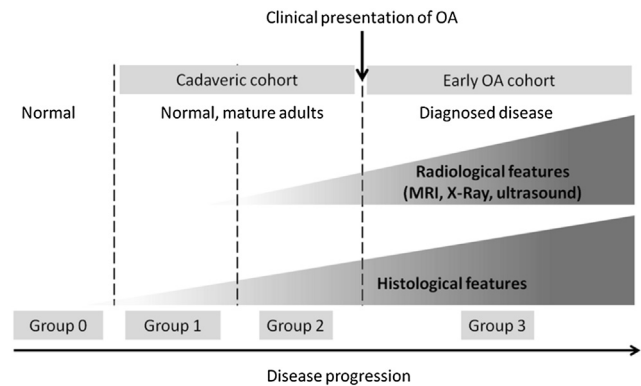 Clinical presentation of OA
Cadaveric cohort
Early OA cohort
Normal
Normal, mature adults
Diagnosed disease
Radiological features
(MRI, X-Ray, ultrasound)
Histological features
Group 0
Group 1
Group 2
Group 3
Disease progression